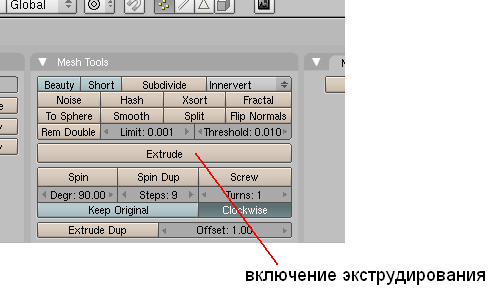 Global
Mesh Tools
Beauty Short Subdivide Innervert
Noise Hash Xsort Fractal
To Sphere Smooth Split Flip Normals
Rem Double Limit: 0.001 Threshold: 0.010
Extrude
Spin Spin Dup Screw
Degr: 90.00 Steps: 9 Turns: 1
Keep Original Clockwise
Extrude Dup Offset: 1.00
включение экструдирования